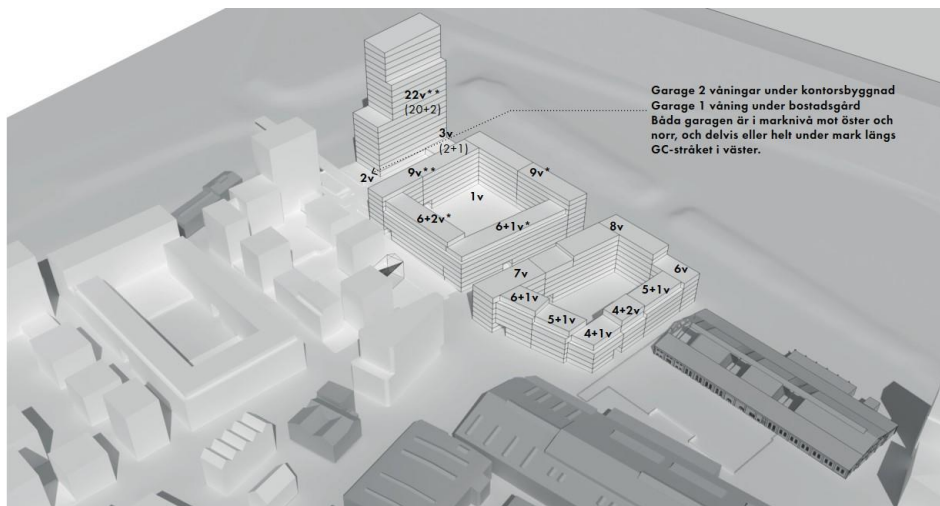 Garage 2 våningar under kontorsbyggnad
Garage 1 våning under bostadsgård
Båda garagen är i marknivå mot öster och
norr, och delvis eller helt under mark längs
GC-stråket i väster.
22v**
(20+2)
3v
(2+1)
2v
9v**
9v*
1v
6+2v*
6+1v*
8v
7v
6v
6+1v
5+1v
4+2v
5+1v
4+1v